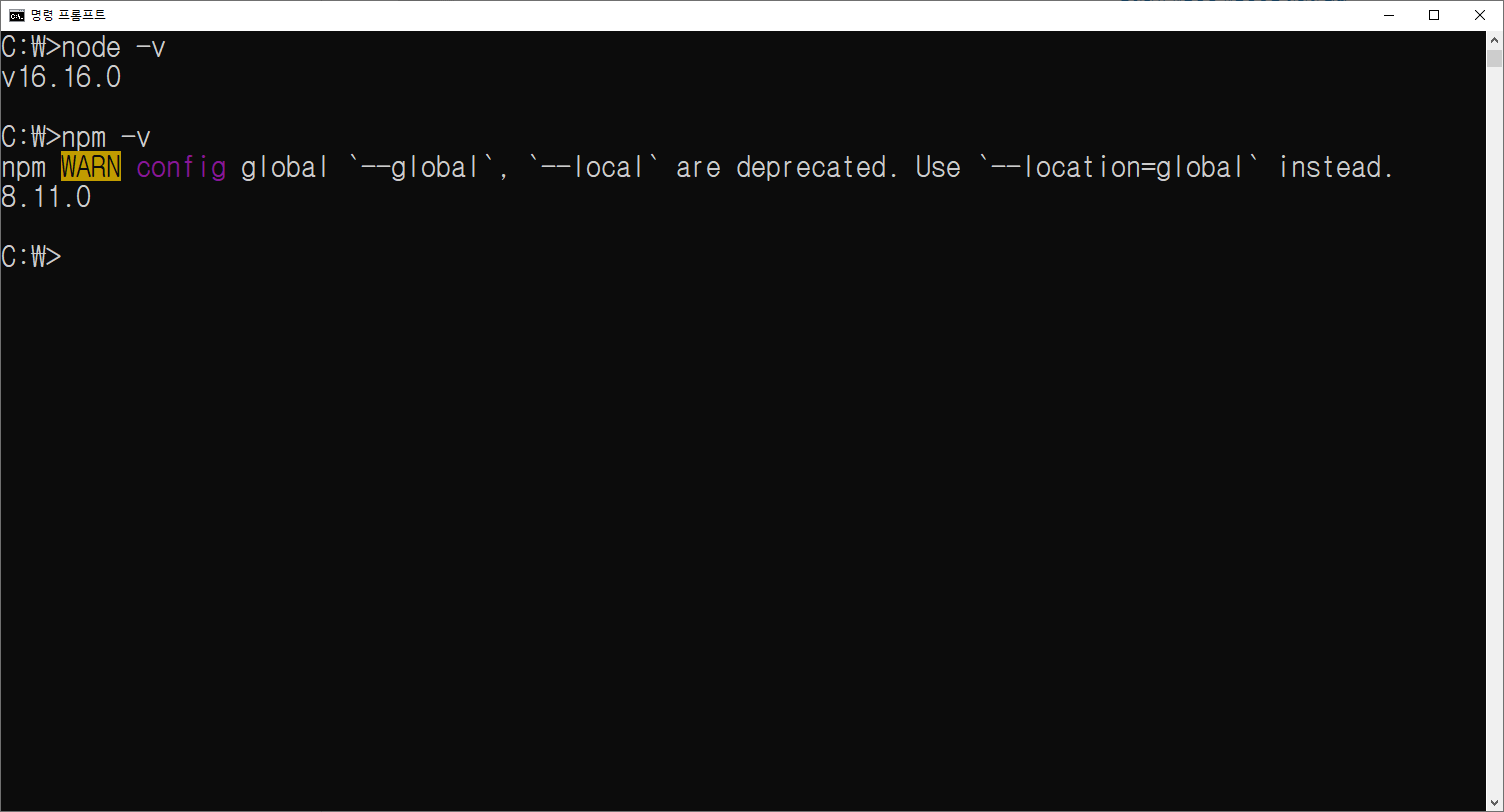 명령 프롬프트
C:₩>node -v
v16.16.0
C:₩>npm -v
npm WARN config global `--global`, `--local` are deprecated. Use `--location=global` instead.
8.11.0
C:₩>